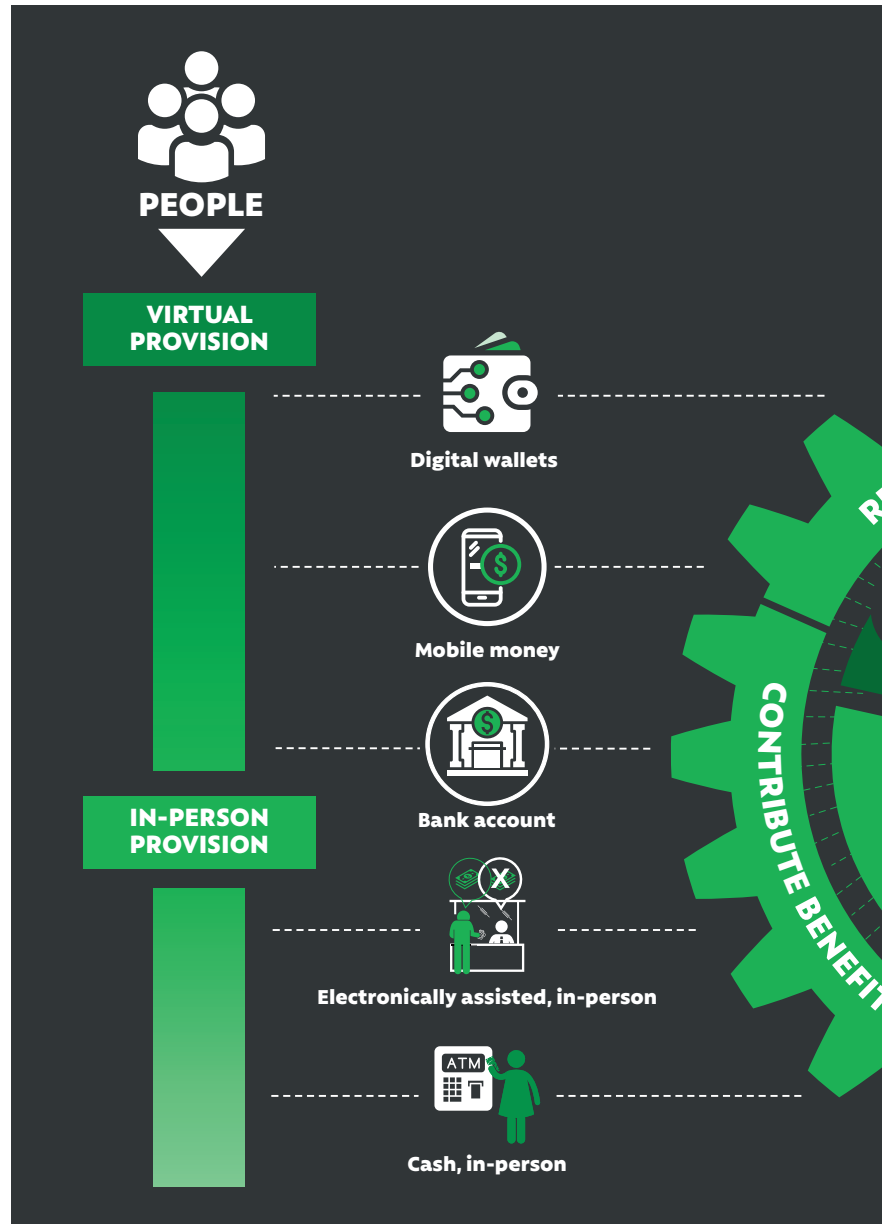 PEOPLE
VIRTUAL
PROVISION
Digital wallets
$
Mobile money
$
Bank account
IN-PERSON
PROVISION
X
Electronically assisted, in-person
ATM
Cash, in-person
CONTRIBUTE